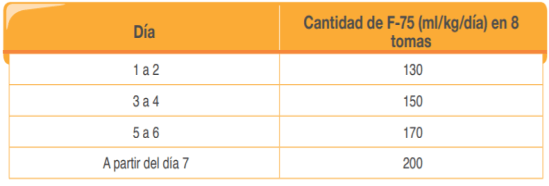 Día
Cantidad de F-75 (ml/kg/día) en 8
tomas
1 a 2
130
3 a 4
150
5 a 6
170
A partir del día 7
200